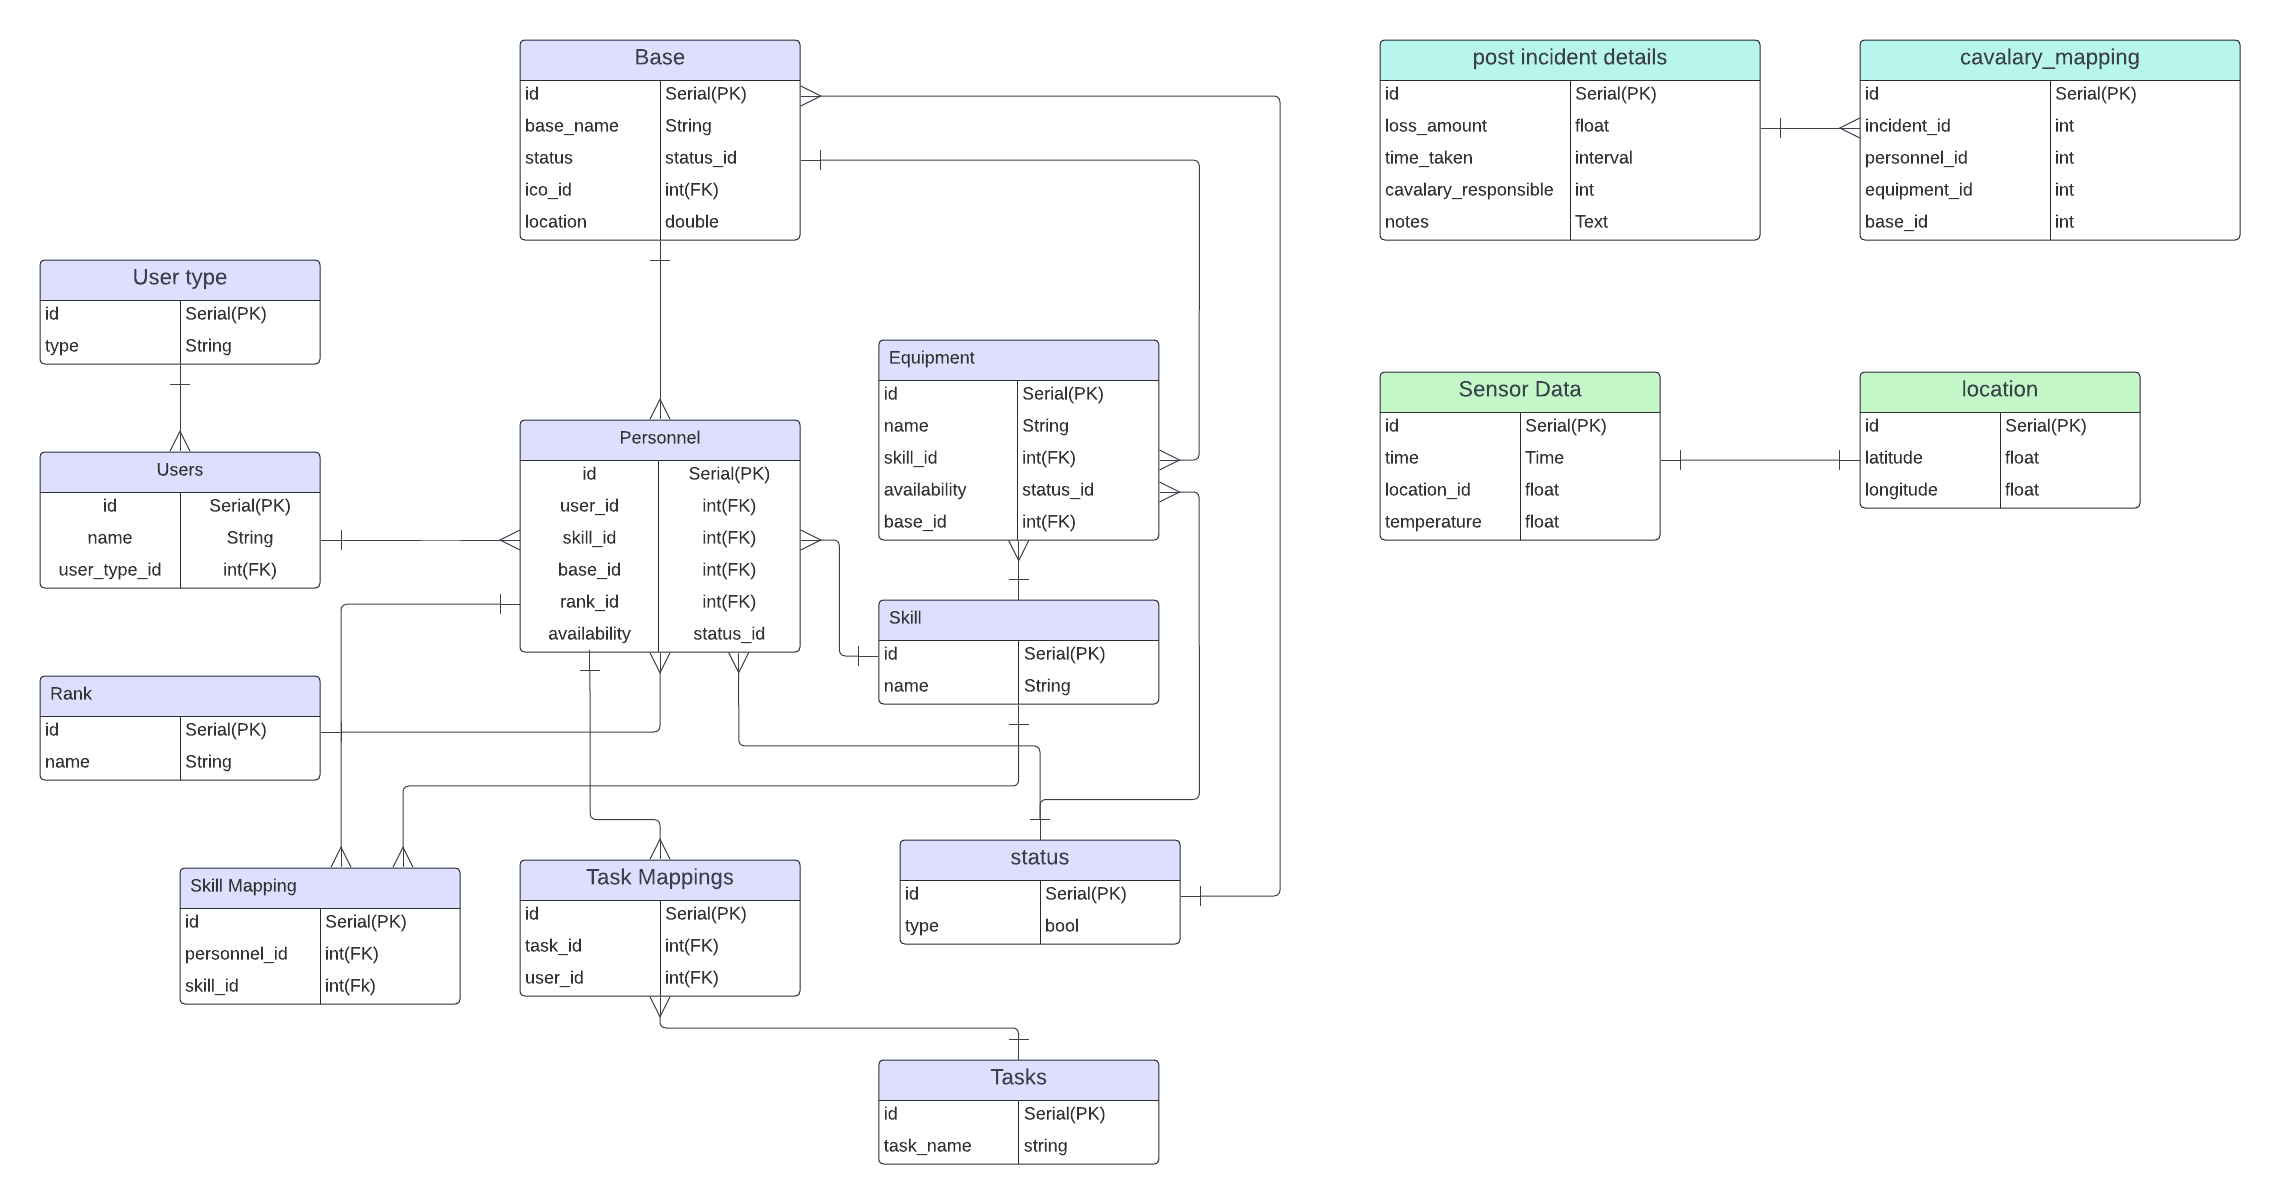 Base
id Serial(PK)
base_name String
status status_id
ico_id int(FK)
location double
post incident details
id Serial(PK)
loss_amount float
time_taken interval
cavalary_responsible int
notes Text
cavalary_mapping
id Serial(PK)
incident_id int
personnel_id int
equipment_id int
base_id int
User type
id Serial(PK)
type String
Equipment
id Serial(PK)
name String
skill_id int(FK)
availability status_id
base_id int(FK)
Sensor Data
id Serial(PK)
time Time
location_id float
temperature float
location
id Serial(PK)
latitude float
longitude float
Users
id Serial(PK)
name String
user_type_id int(FK)
Personnel
id Serial(PK)
user_id int(FK)
skill_id int(FK)
base_id int(FK)
rank_id int(FK)
availability status_id
Skill
id Serial(PK)
name String
Rank
id Serial(PK)
name String
Skill Mapping
id Serial(PK)
personnel_id int(FK)
skill_id int(Fk)
Task Mappings
id Serial(PK)
task_id int(FK)
user_id int(FK)
status
id Serial(PK)
type bool
Tasks
id Serial(PK)
task_name string